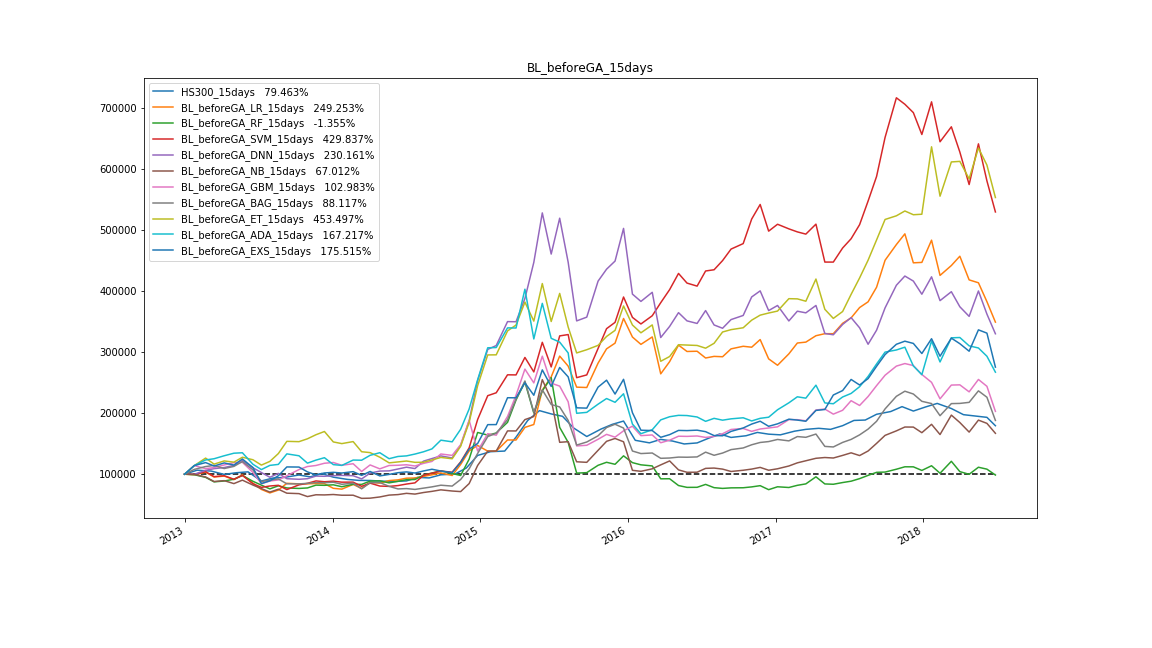 BL_beforeGA_15days
HS300_15days 79.463%
BL_beforeGA_LR_15days 249.253%
BL_beforeGA_RF_15days -1.355%
BL_beforeGA_SVM_15days 429.837%
BL_beforeGA_DNN_15days 230.161%
BL_beforeGA_NB_15days 67.012%
BL_beforeGA_GBM_15days 102.983%
BL_beforeGA_BAG_15days 88.117%
BL_beforeGA_ET_15days 453.497%
BL_beforeGA_ADA_15days 167.217%
BL_beforeGA_EXS_15days 175.515%
700000
600000
500000
400000
300000
200000
100000
2013 2014 2015 2016 2017 2018